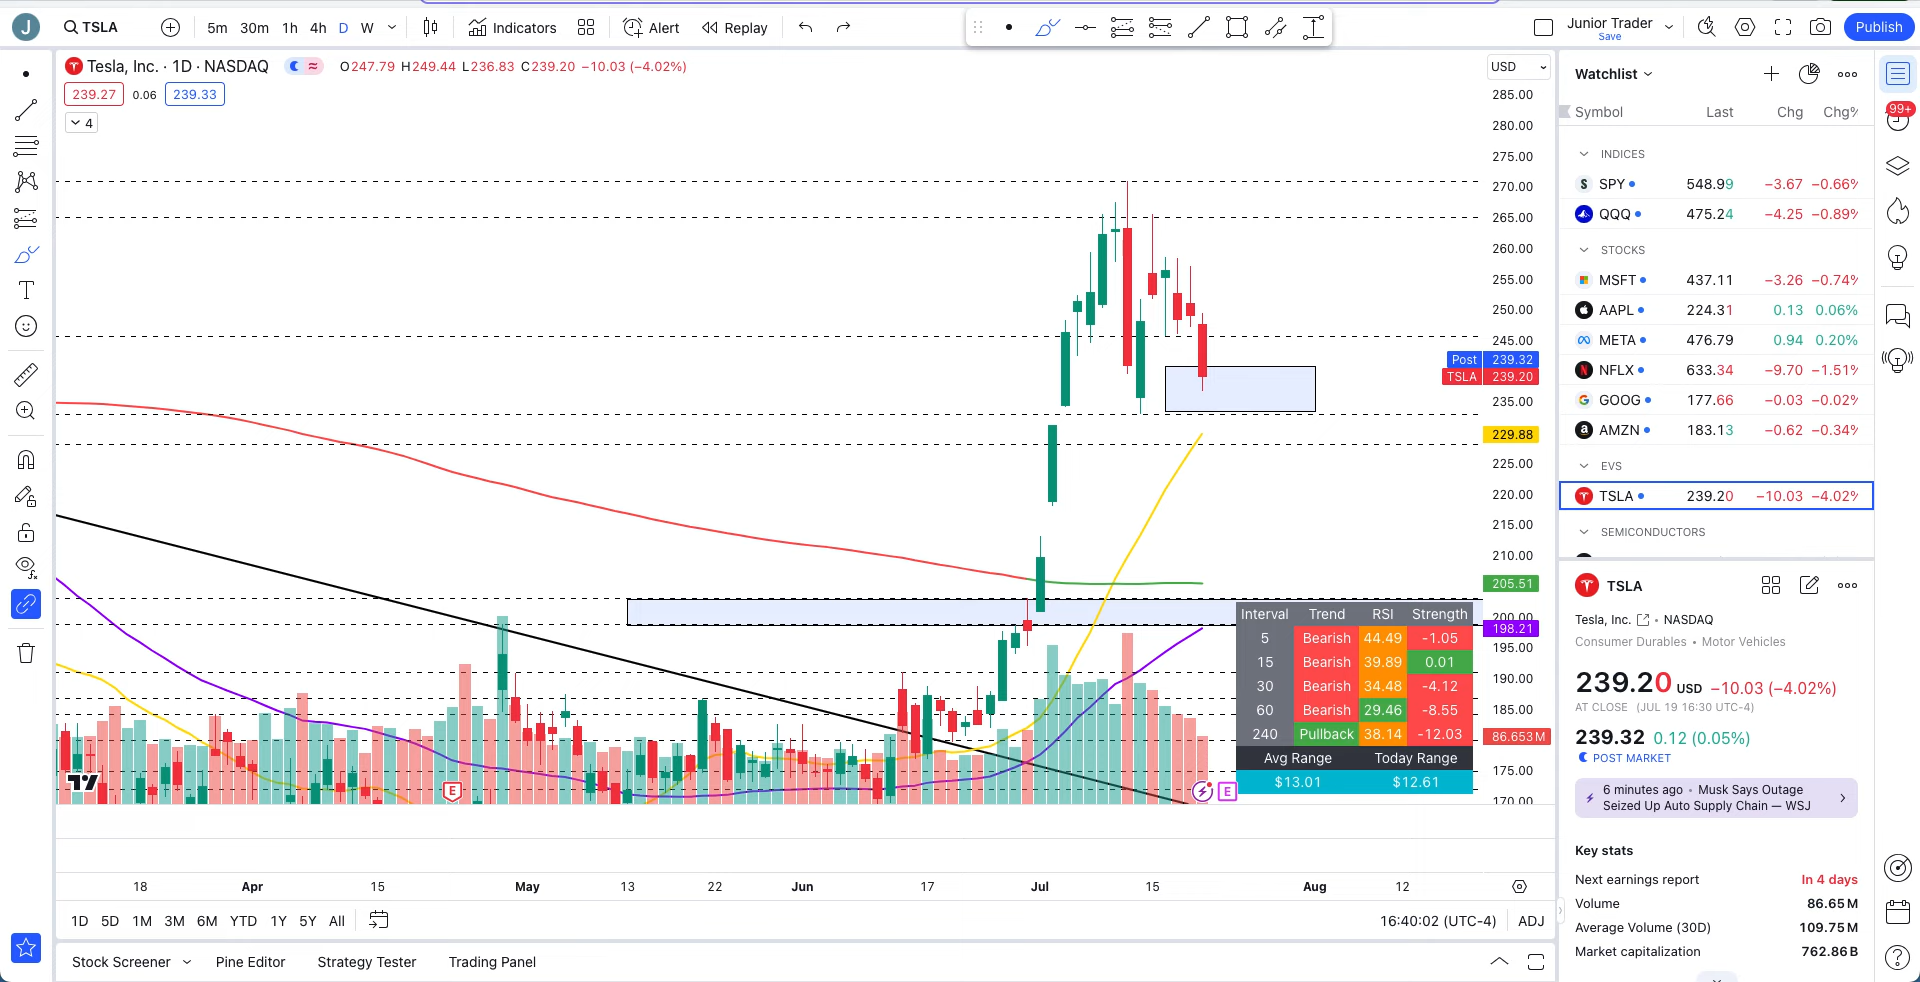 J
TSLA
5m 30m 1h 4h D W
Indicators
Alert
Replay
Junior Trader
Save
Publish
Tesla, Inc. · 1D · NASDAQ
O247.79 H249.44 L236.83 C239.20 −10.03 (−4.02%)
239.27 0.06 239.33
4
USD
285.00
280.00
275.00
270.00
265.00
260.00
255.00
250.00
245.00
Post 239.32
TSLA 239.20
235.00
229.88
225.00
220.00
215.00
210.00
205.51
200.00
198.21
195.00
190.00
185.00
86.653M
175.00
170.00
Interval Trend RSI Strength
5 Bearish 44.49 -1.05
15 Bearish 39.89 0.01
30 Bearish 34.48 -4.12
60 Bearish 29.46 -8.55
240 Pullback 38.14 -12.03
Avg Range Today Range
$13.01 $12.61
E
E
18 Apr 15 May 13 22 Jun 17 Jul 15 Aug 12
1D 5D 1M 3M 6M YTD 1Y 5Y All
16:40:02 (UTC-4) ADJ
Stock Screener Pine Editor Strategy Tester Trading Panel
Watchlist
Symbol Last Chg Chg%
INDICES
SPY 548.99 −3.67 −0.66%
QQQ 475.24 −4.25 −0.89%
STOCKS
MSFT 437.11 −3.26 −0.74%
AAPL 224.31 0.13 0.06%
META 476.79 0.94 0.20%
NFLX 633.34 −9.70 −1.51%
GOOG 177.66 −0.03 −0.02%
AMZN 183.13 −0.62 −0.34%
EVS
TSLA 239.20 −10.03 −4.02%
SEMICONDUCTORS
TSLA
Tesla, Inc. • NASDAQ
Consumer Durables • Motor Vehicles
239.20 USD −10.03 (−4.02%)
AT CLOSE (JUL 19 16:30 UTC-4)
239.32 0.12 (0.05%)
POST MARKET
6 minutes ago • Musk Says Outage
Seized Up Auto Supply Chain — WSJ
Key stats
Next earnings report In 4 days
Volume 86.65M
Average Volume (30D) 109.75M
Market capitalization 762.86B
99+